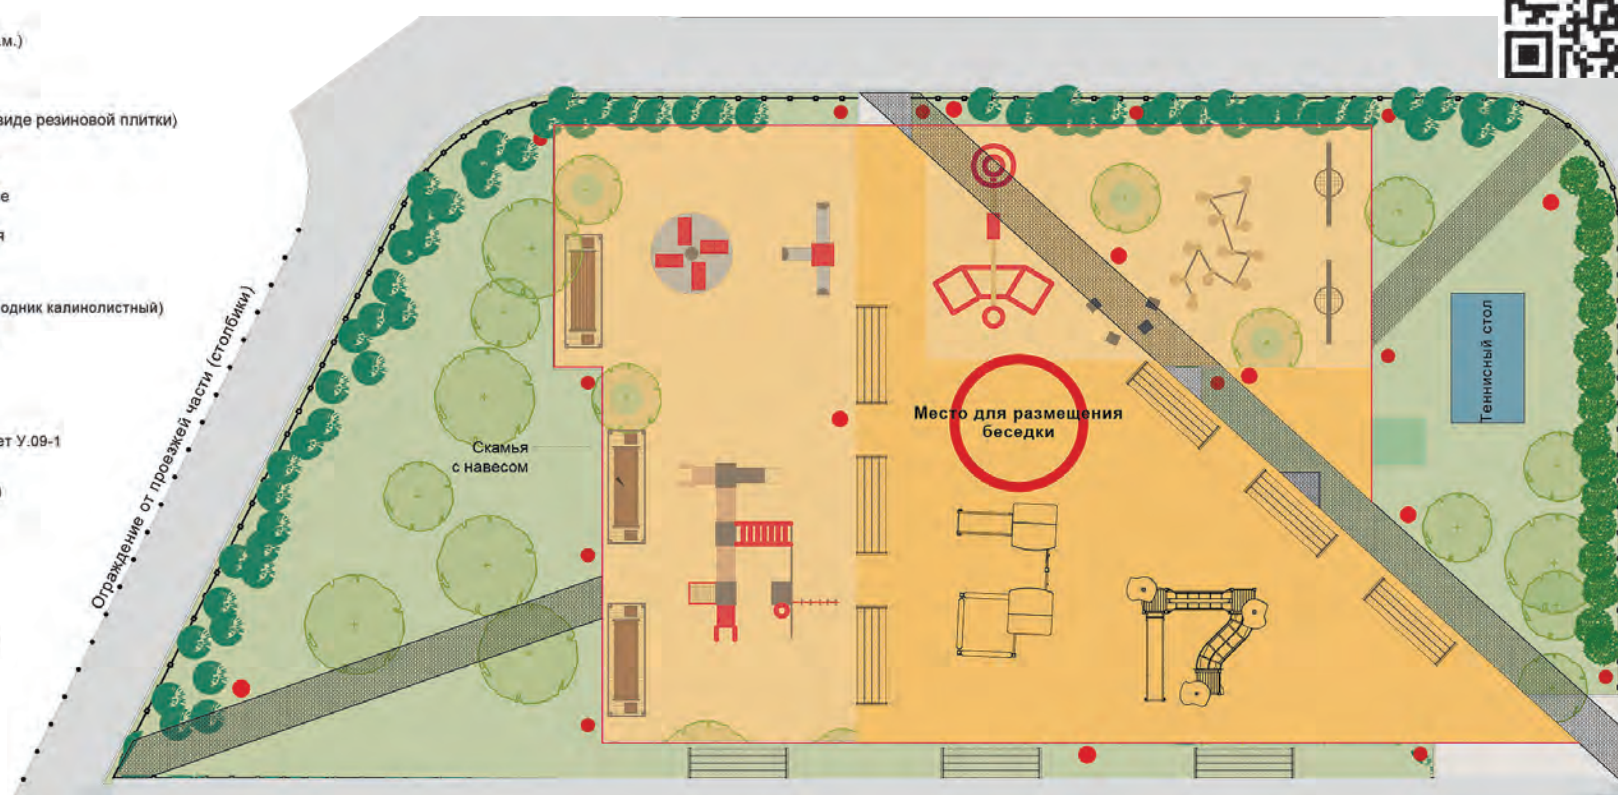 .м.)
виде резиновой плитки)
е
я
одник калинолистный)
ет У.09-1
)
Ограждение от проезжей части (столбики)
Скамья
с навесом
Место для размещения
беседки
Теннисный стол